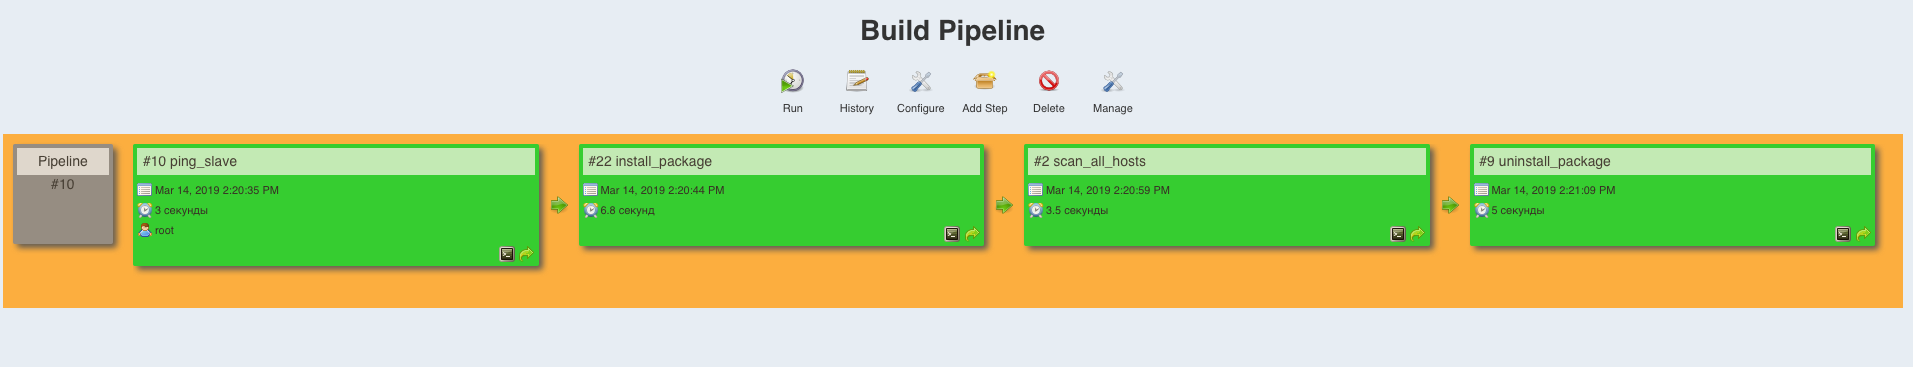 Build Pipeline
Run History Configure Add Step Delete Manage
Pipeline
#10
#10 ping_slave
Mar 14, 2019 2:20:35 PM
3 секунды
root
#22 install_package
Mar 14, 2019 2:20:44 PM
6.8 секунд
#2 scan_all_hosts
Mar 14, 2019 2:20:59 PM
3.5 секунды
#9 uninstall_package
Mar 14, 2019 2:21:09 PM
5 секунды